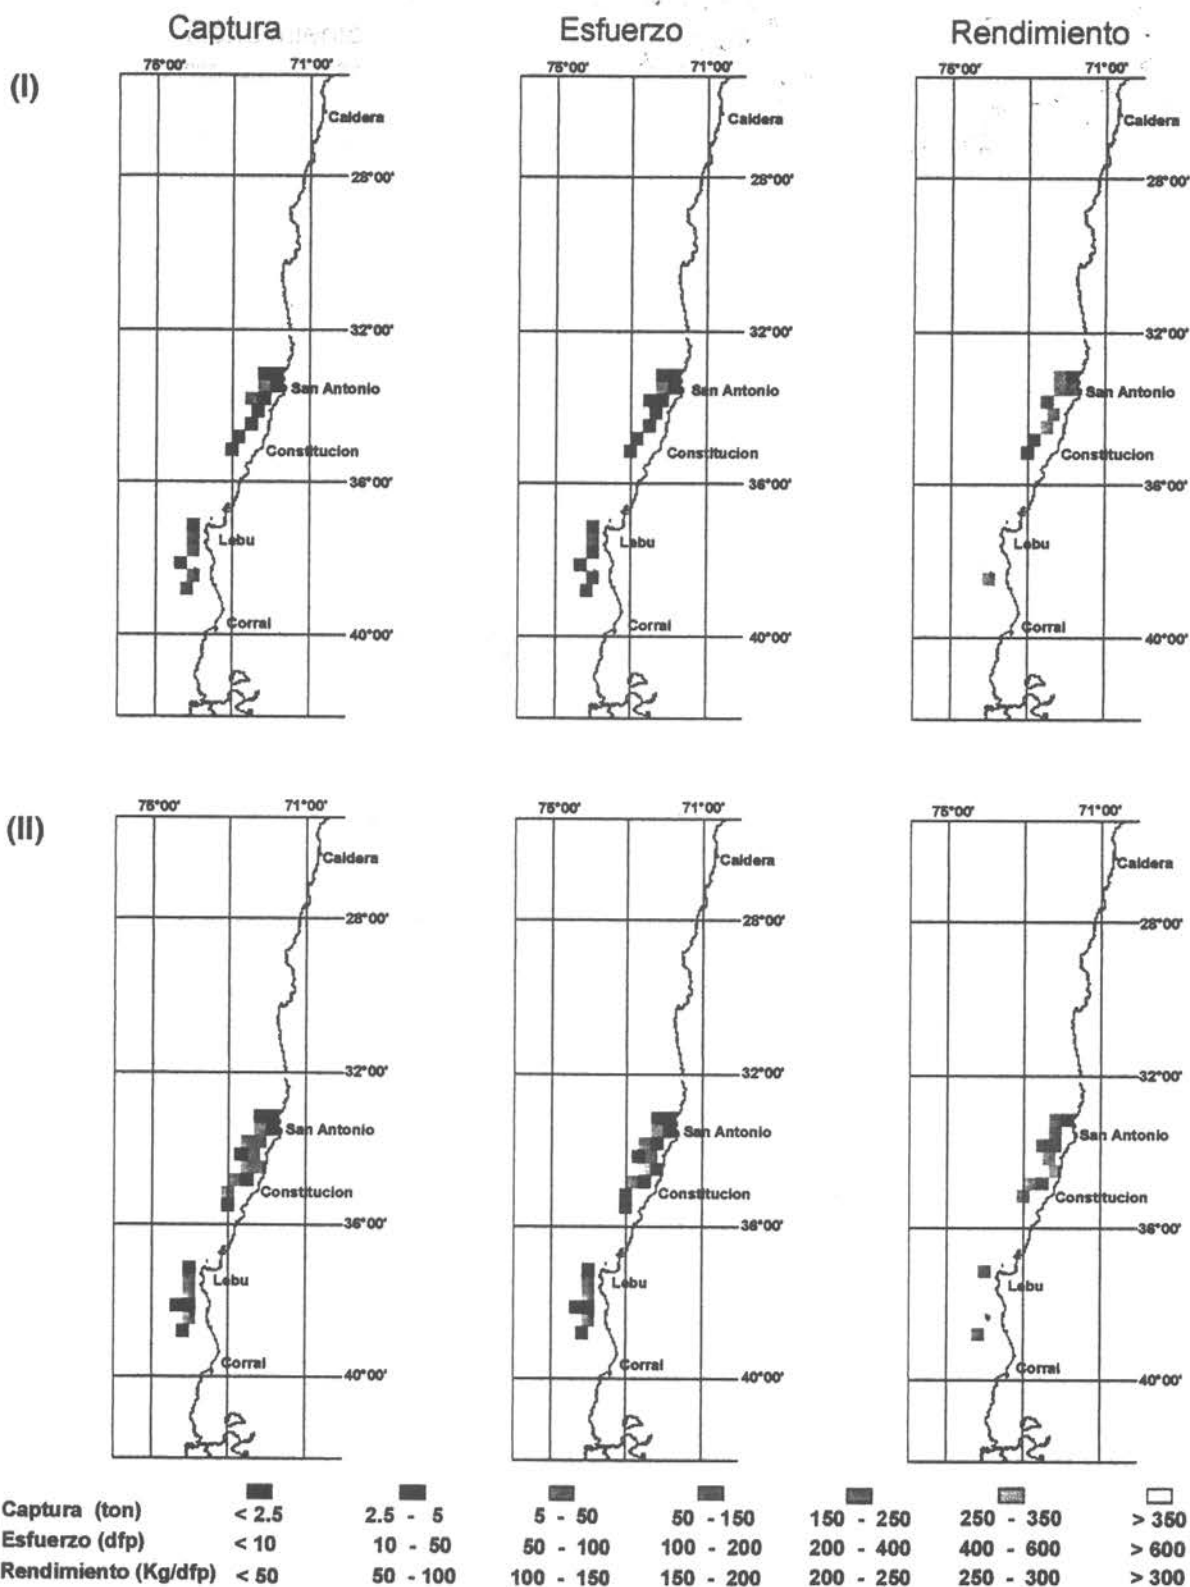 Captura Esfuerzo Rendimiento
(I)
75°00' 71°00' 75°00' 71°00' 75°00' 71°00'
Caldera Caldera Caldera
28°00' 28°00' 28°00'
32°00' 32°00' 32°00'
San Antonio San Antonio San Antonio
Constitucion Constitucion Constitucion
36°00' 36°00' 36°00'
Lebu Lebu Lebu
Corral Corral Corral
40°00' 40°00' 40°00'
(II)
75°00' 71°00' 75°00' 71°00' 75°00' 71°00'
Caldera Caldera Caldera
28°00' 28°00' 28°00'
32°00' 32°00' 32°00'
San Antonio San Antonio San Antonio
Constitucion Constitucion Constitucion
36°00' 36°00' 36°00'
Lebu Lebu Lebu
Corral Corral Corral
40°00' 40°00' 40°00'
Captura (ton) < 2.5 2.5 - 5 5 - 50 50 - 150 150 - 250 250 - 350 > 350
Esfuerzo (dfp) < 10 10 - 50 50 - 100 100 - 200 200 - 400 400 - 600 > 600
Rendimiento (Kg/dfp) < 50 50 - 100 100 - 150 150 - 200 200 - 250 250 - 300 > 300